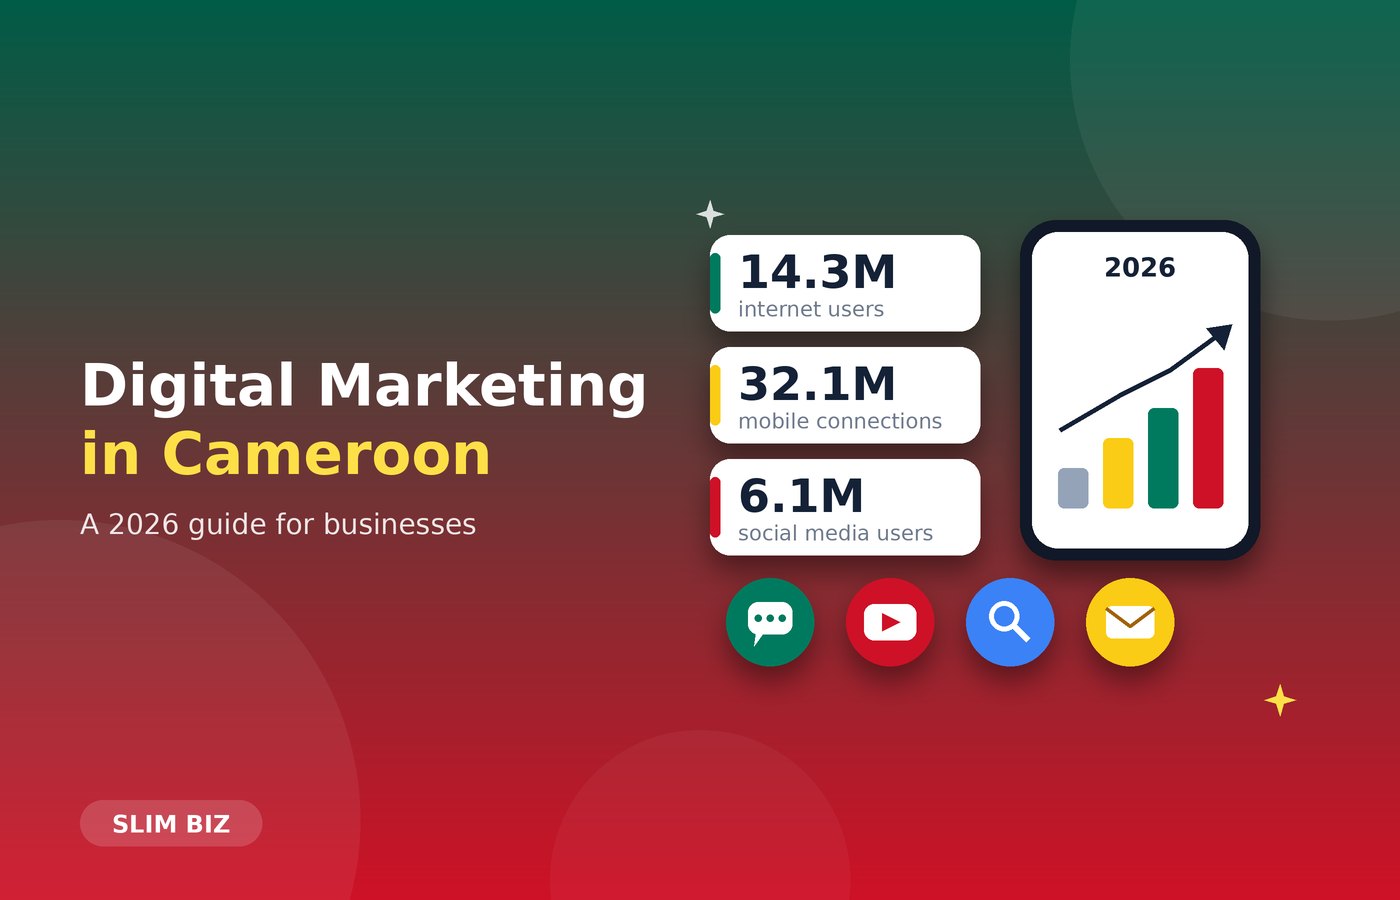 Digital Marketing
in Cameroon
A 2026 guide for businesses
14.3M
internet users
32.1M
mobile connections
6.1M
social media users
2026
SLIM BIZ